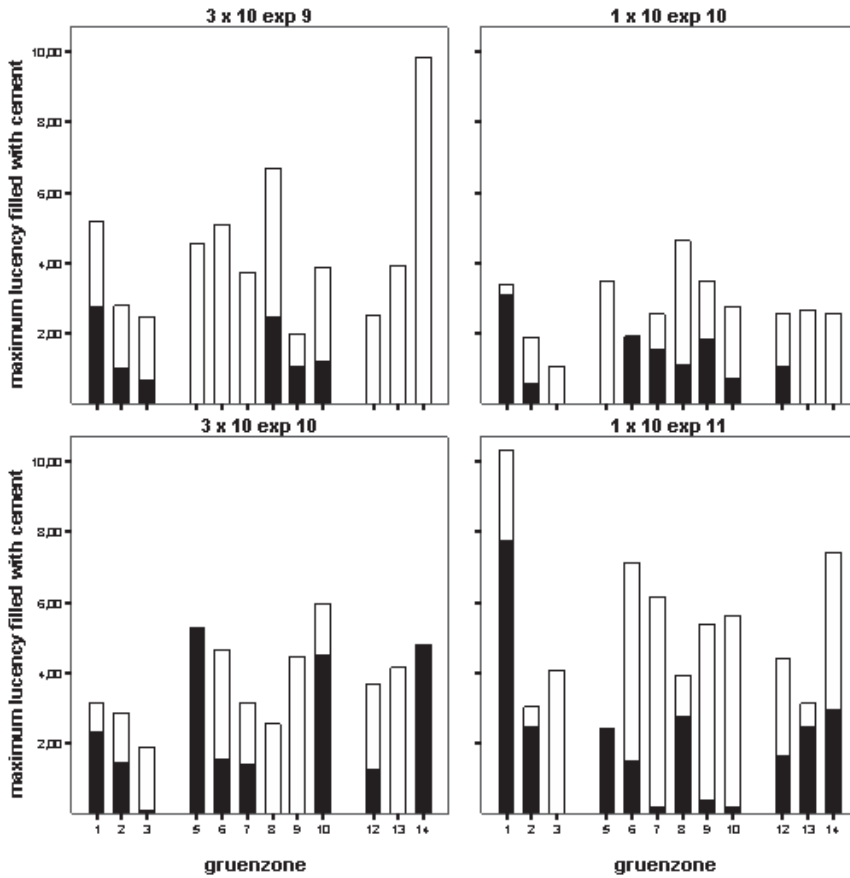 3 x 10 exp 9
1 x 10 exp 10
maximum lucency filled with cement
10,00
8,00
6,00
4,00
2,00
3 x 10 exp 10
1 x 10 exp 11
maximum lucency filled with cement
10,00
8,00
6,00
4,00
2,00
1 2 3 5 6 7 8 9 10 12 13 14
1 2 3 5 6 7 8 9 10 12 13 14
gruenzone
gruenzone